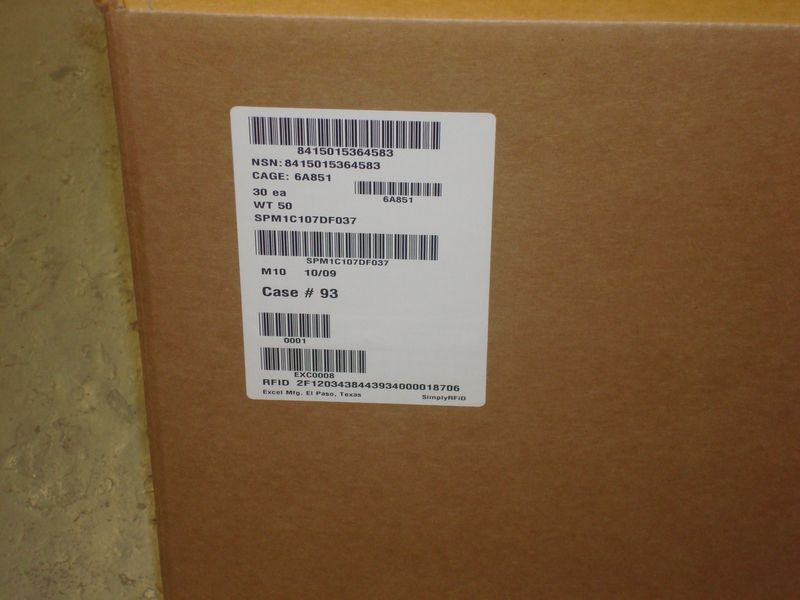 8415015364583
NSN: 8415015364583
CAGE: 6A851
30 ea
6A851
WT 50
SPM1C107DF037
SPM1C107DF037
M10 10/09
Case # 93
0001
EXC0008
RFID 2F1203438443934000018706
Excel Mfg. El Paso, Texas SimplyRFiD